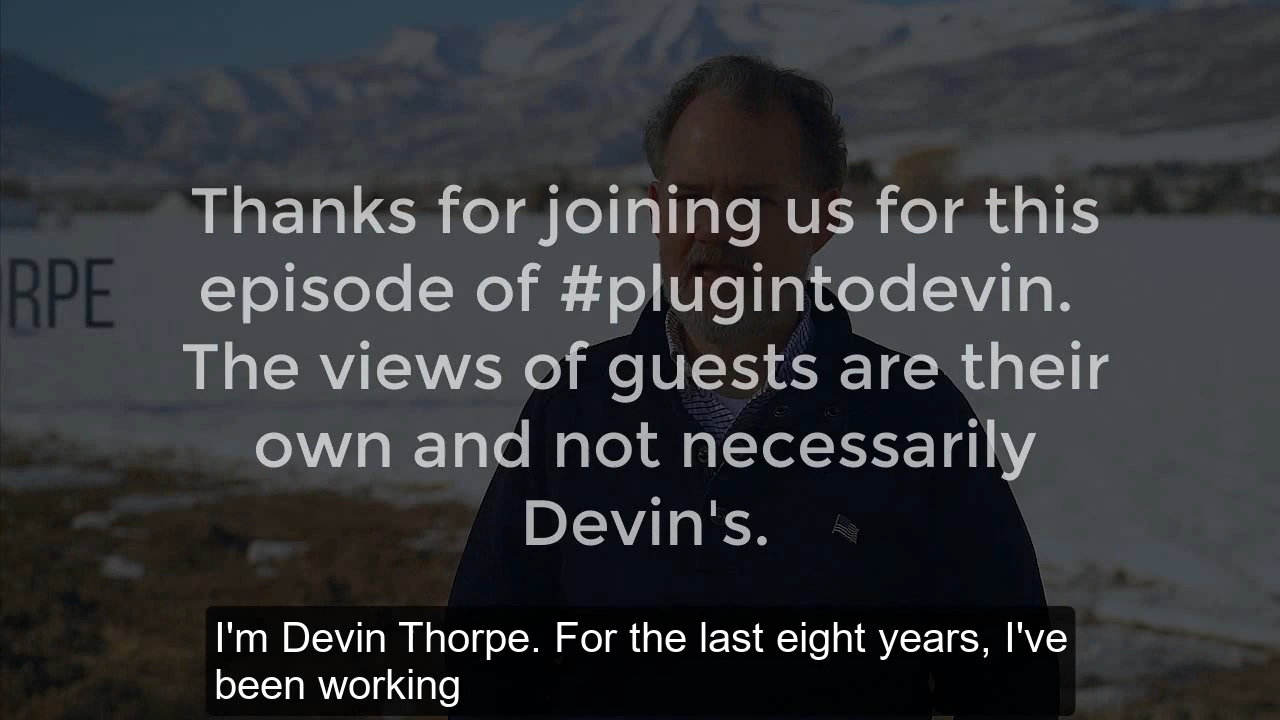 Thanks for joining us for this
episode of #plugintodevin.
The views of guests are their
own and not necessarily
Devin's.
RPE
I'm Devin Thorpe. For the last eight years, I've
been working